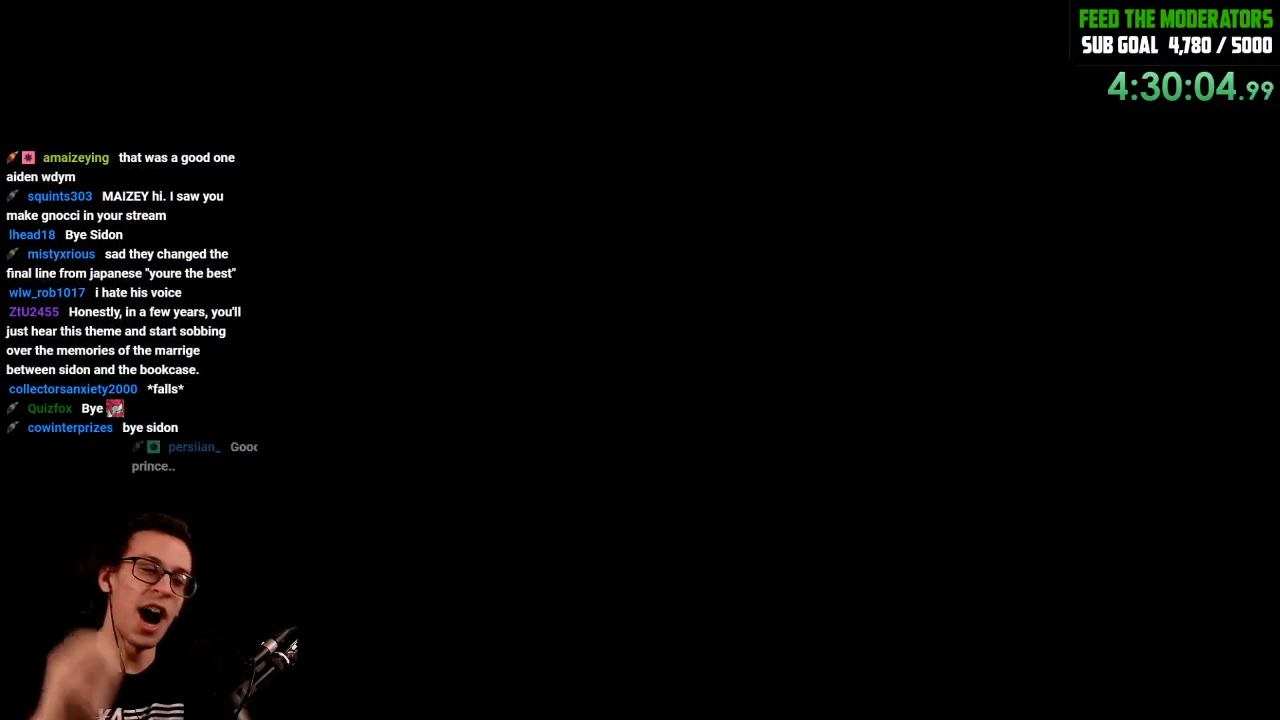 FEED THE MODERATORS
SUB GOAL 4,780 / 5000
4:30:04.99
amaizeying that was a good one
aiden wdym
squints303 MAIZEY hi. I saw you
make gnocci in your stream
lhead18 Bye Sidon
mistyxrious sad they changed the
final line from japanese "youre the best"
wlw_rob1017 i hate his voice
ZtU2455 Honestly, in a few years, you'll
just hear this theme and start sobbing
over the memories of the marrige
between sidon and the bookcase.
collectorsanxiety2000 *falls*
Quizfox Bye
cowinterprizes bye sidon
persiian_
prince..